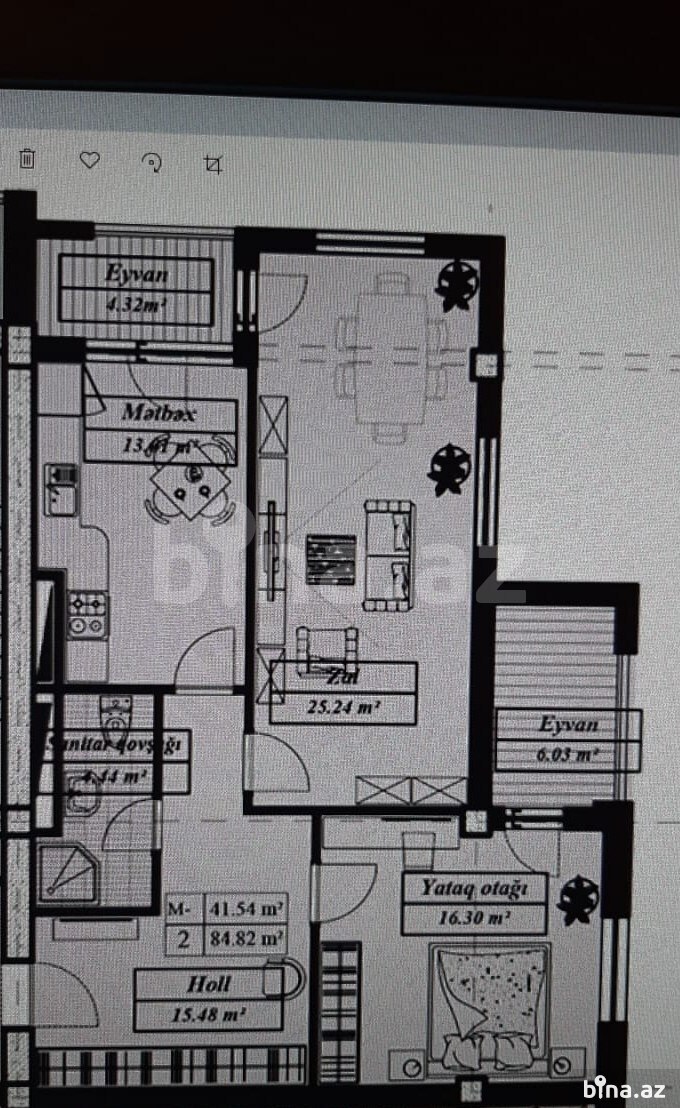 Eyvan
4.32m²
Mətbəx
m²
Zal
25.24 m²
Eyvan
6.03 m²
Sanitar qovşağı
4.44 m²
Yataq otağı
16.30 m²
M-
2
41.54 m²
84.82 m²
Holl
15.48 m²
bina.az
bina.az